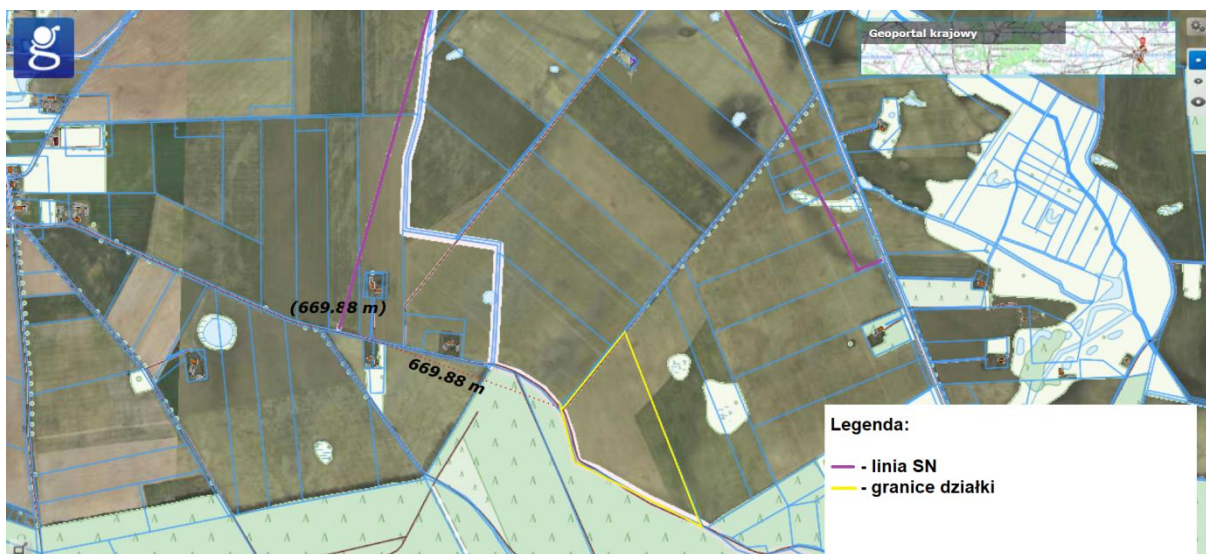 Geoportal krajowy
(669.88 m)
669.88 m
Legenda:
- linia SN
- granice działki